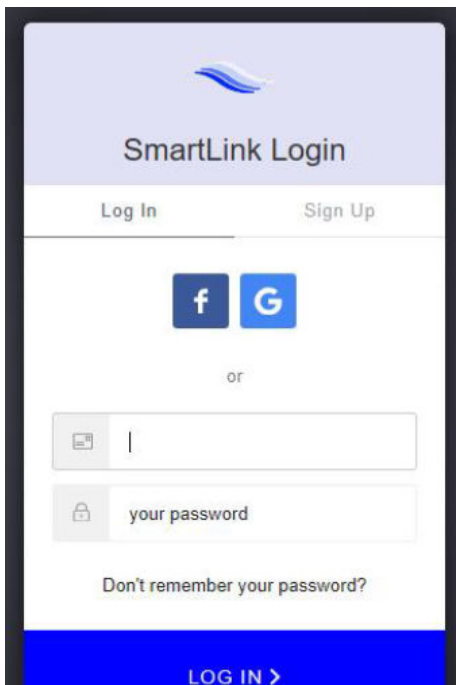 SmartLink Login
Log In Sign Up
f G
or
your password
Don't remember your password?
LOG IN >